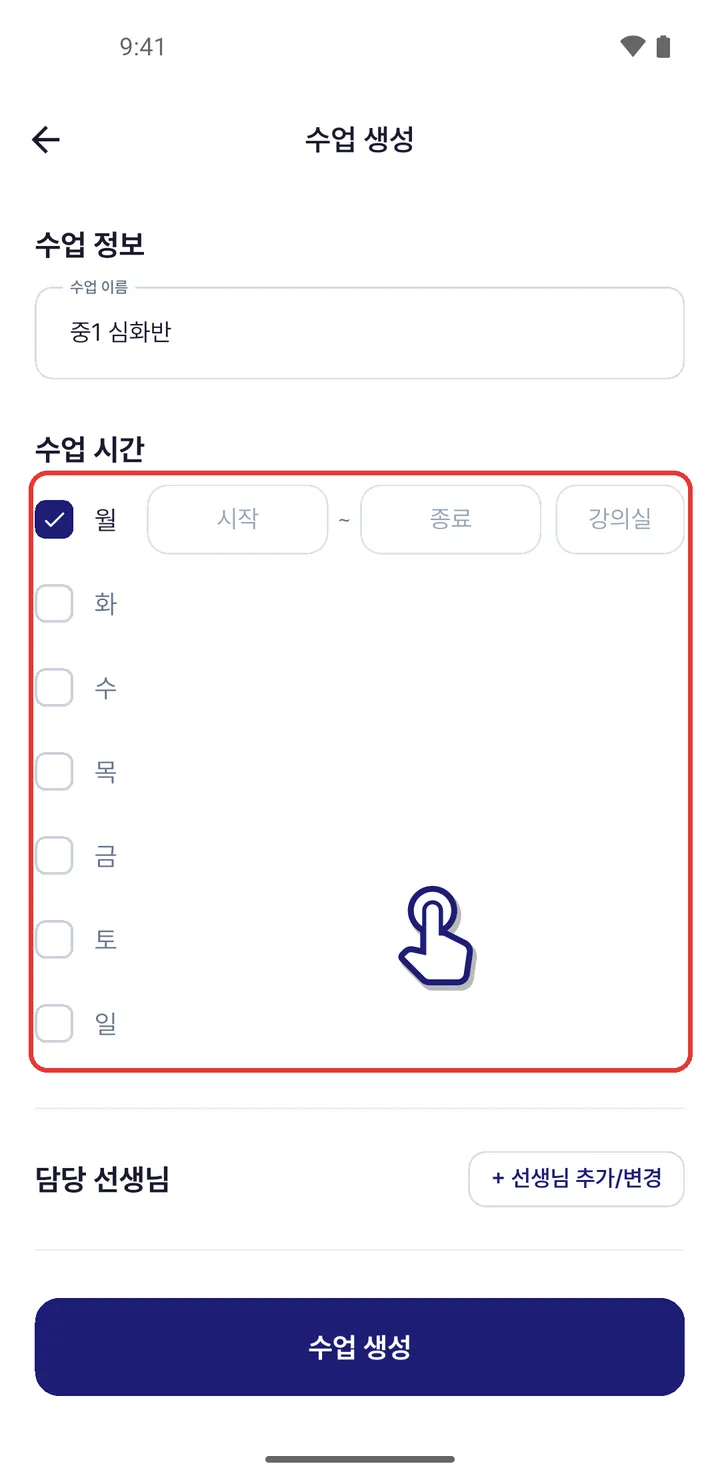 9:41
수업 생성
수업 정보
수업 이름
중1 심화반
수업 시간
월 시작 ~ 종료 강의실
화
수
목
금
토
일
담당 선생님 + 선생님 추가/변경
수업 생성